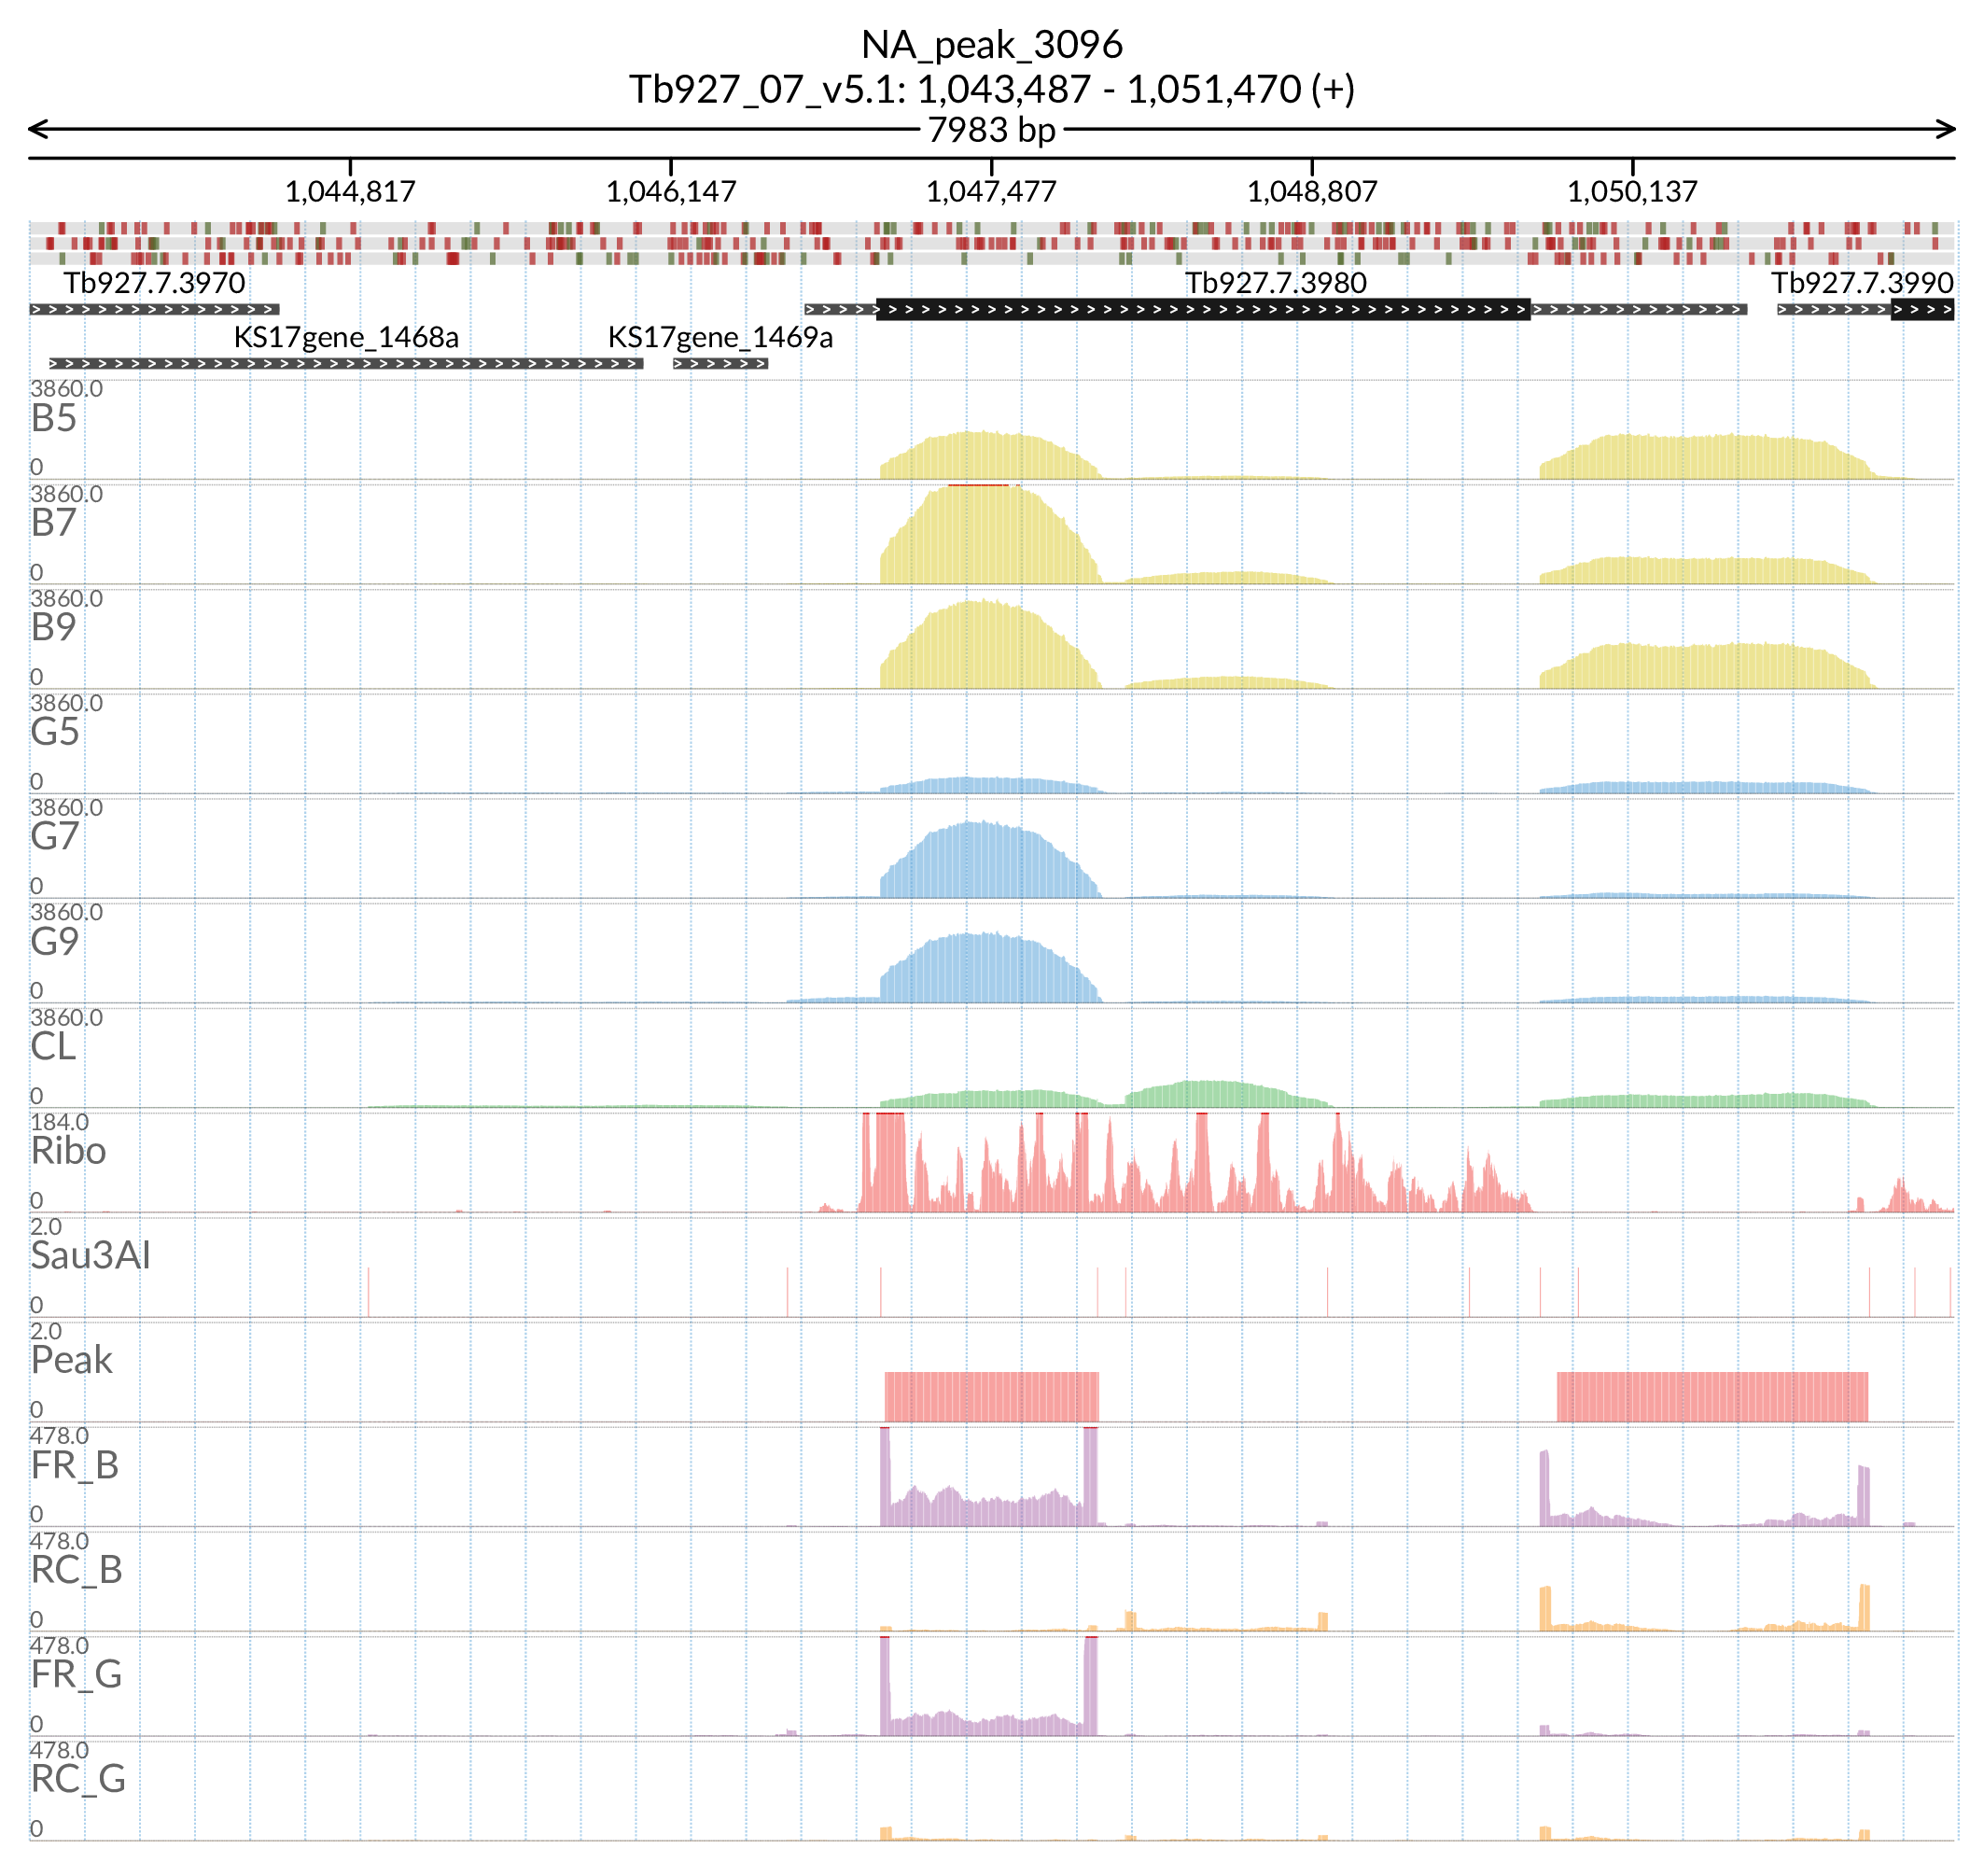 NA_peak_3096
Tb927_07_v5.1: 1,043,487 - 1,051,470 (+)
7983 bp
1,044,817 1,046,147 1,047,477 1,048,807 1,050,137
Tb927.7.3970 Tb927.7.3980 Tb927.7.3990
KS17gene_1468a KS17gene_1469a
3860.0
B5
0
3860.0
B7
0
3860.0
B9
0
3860.0
G5
0
3860.0
G7
0
3860.0
G9
0
3860.0
CL
0
184.0
Ribo
0
2.0
Sau3AI
0
2.0
Peak
0
478.0
FR_B
0
478.0
RC_B
0
478.0
FR_G
0
478.0
RC_G
0